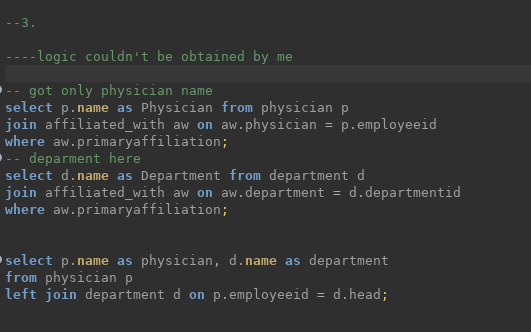 --3.
----logic couldn't be obtained by me
-- got only physician name
select p.name as Physician from physician p
join affiliated_with aw on aw.physician = p.employeeid
where aw.primaryaffiliation;
-- deparment here
select d.name as Department from department d
join affiliated_with aw on aw.department = d.departmentid
where aw.primaryaffiliation;
select p.name as physician, d.name as department
from physician p
left join department d on p.employeeid = d.head;